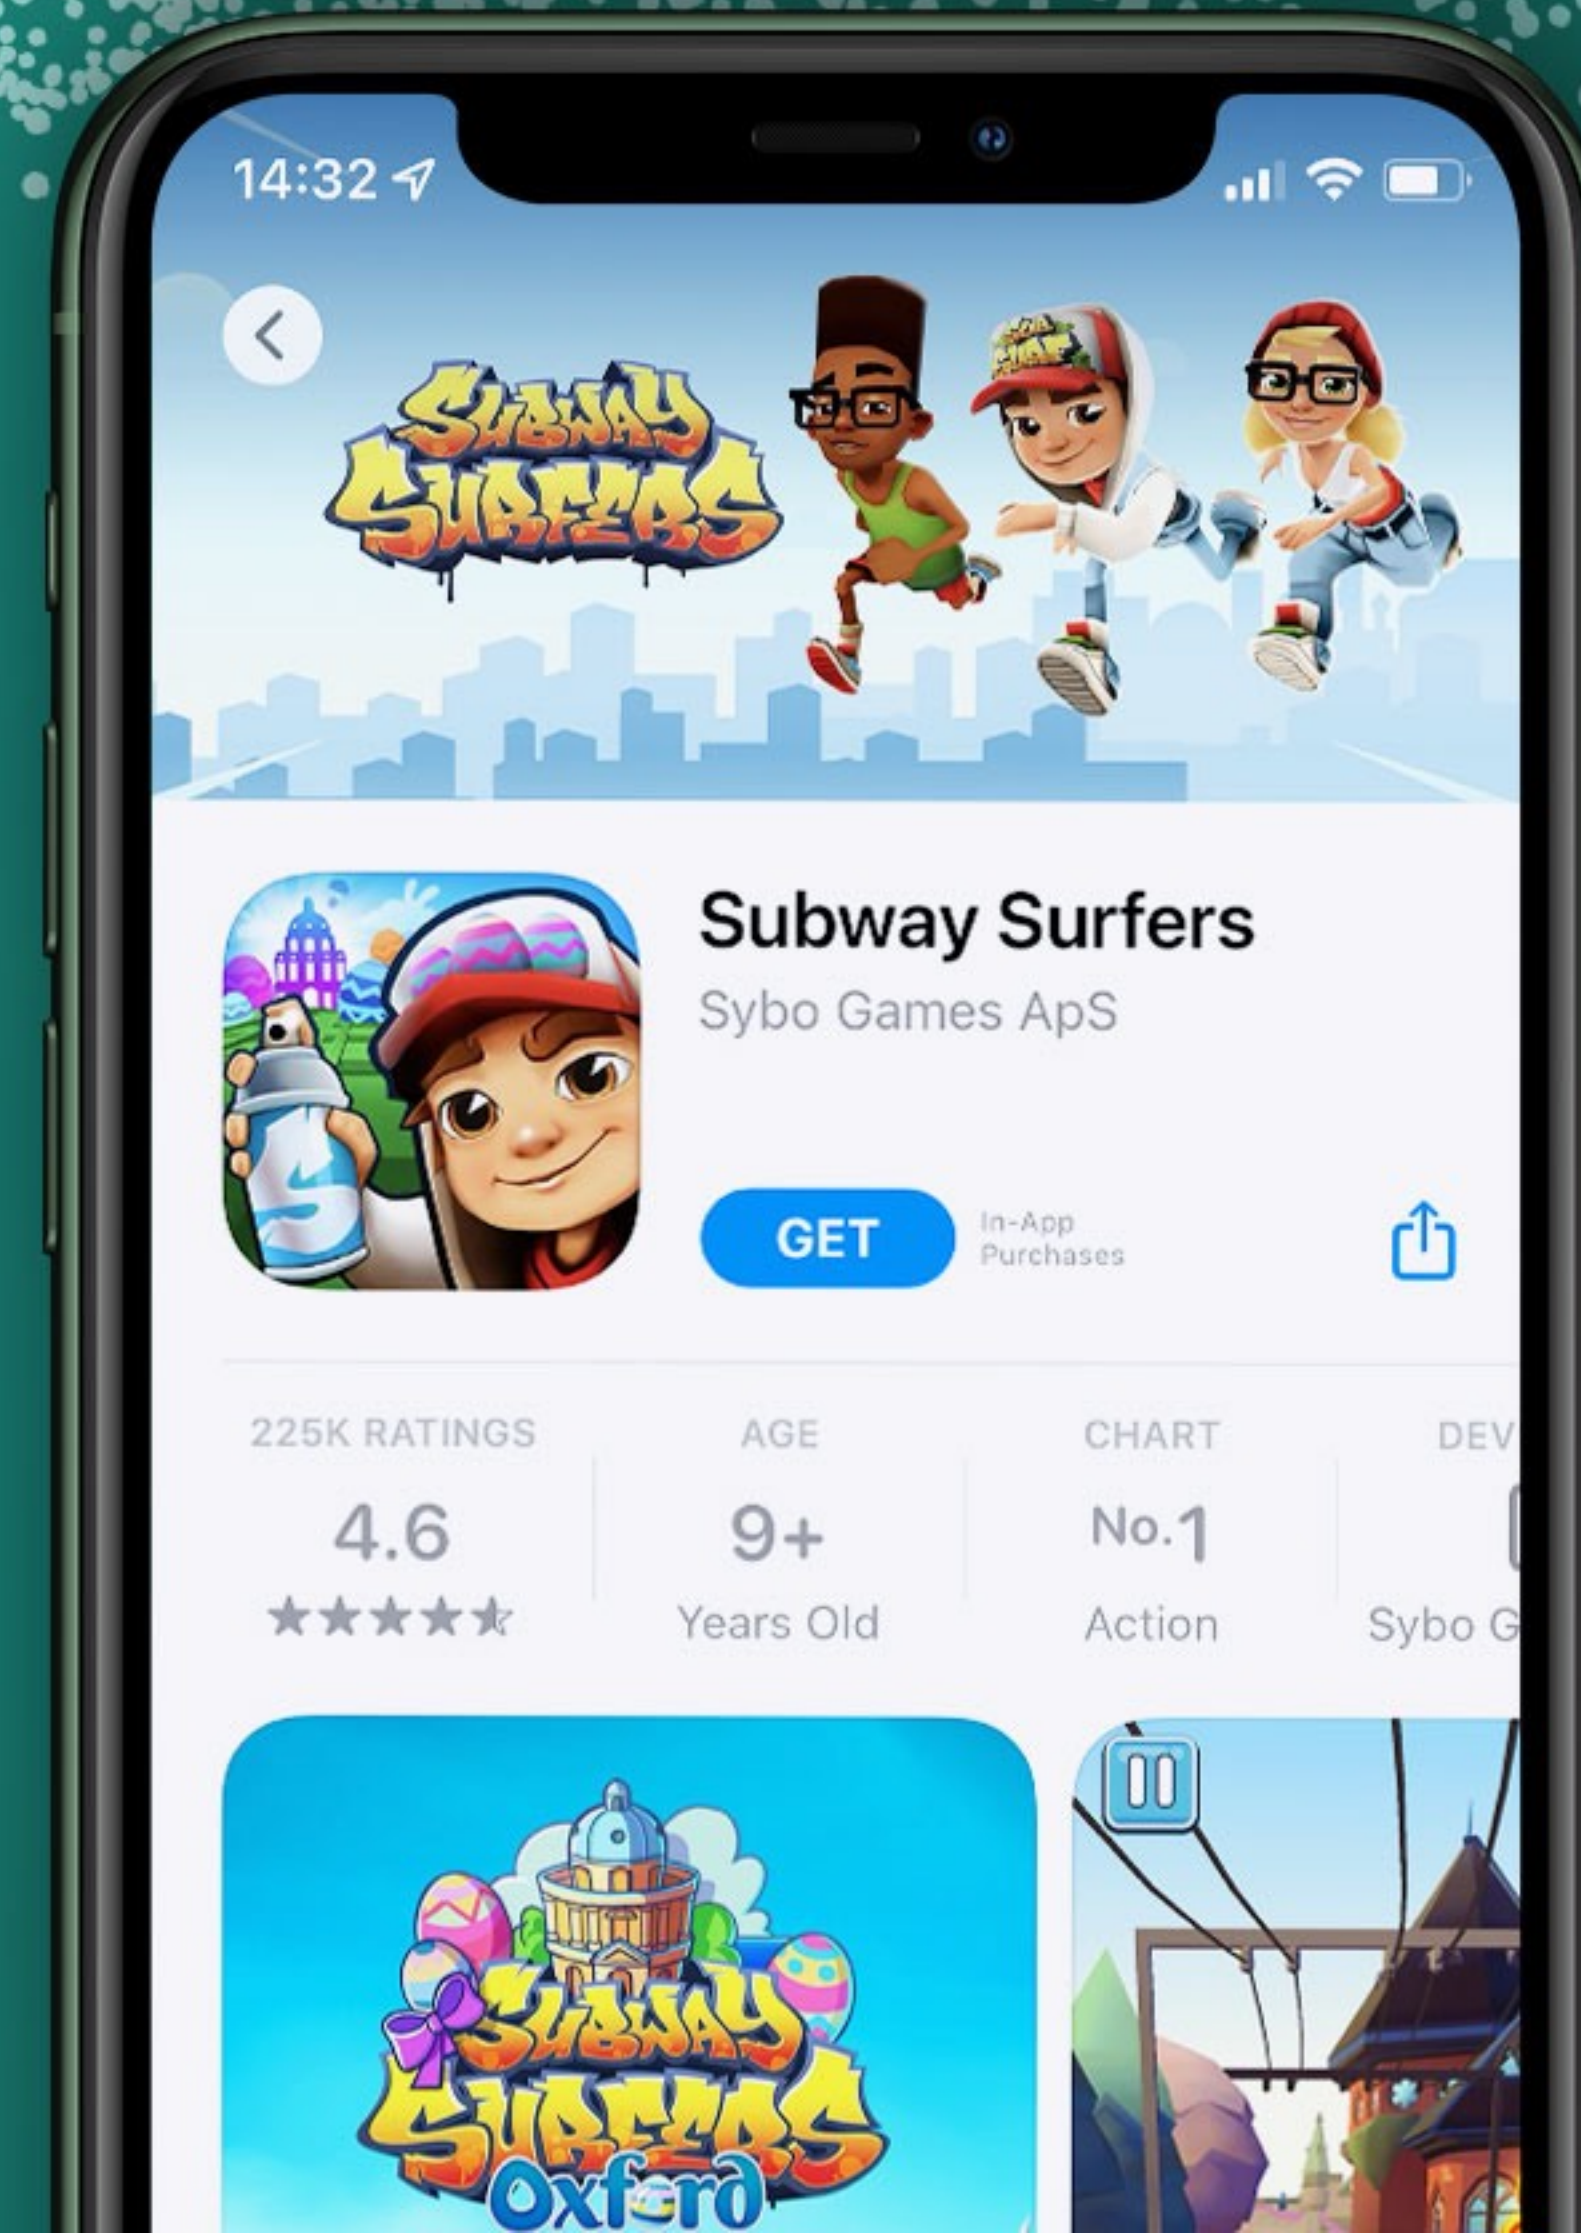 14:32
SUBWAY
SURFERS
Subway Surfers
Sybo Games ApS
GET
In-App
Purchases
225K RATINGS
AGE
CHART
DEV
4.6
9+
No.1
Years Old
Action
Sybo G
SUBWAY
SURFERS
Oxford